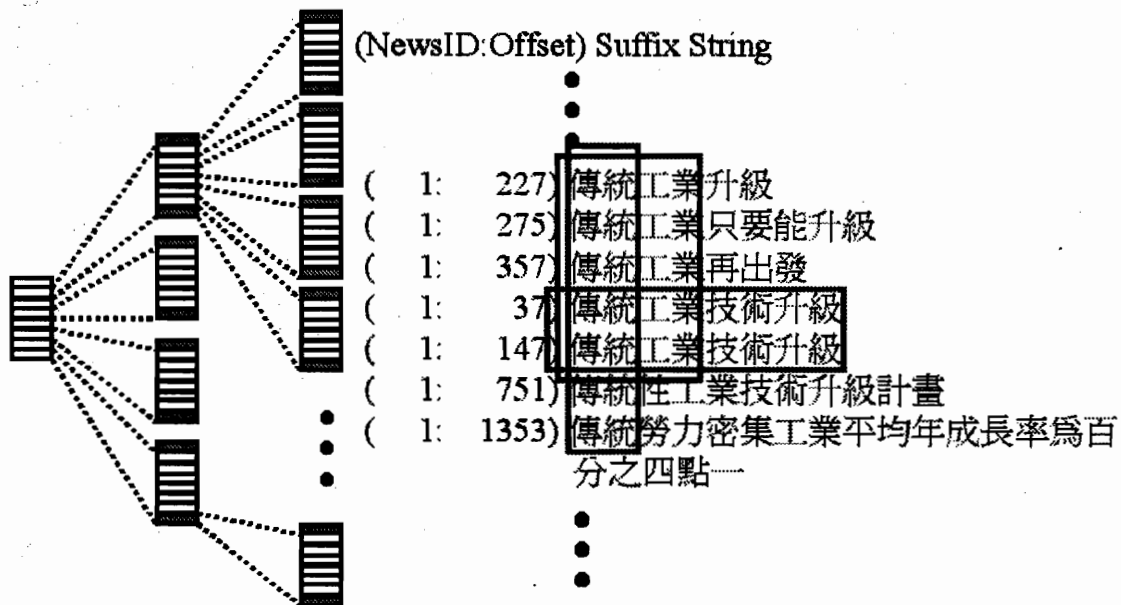 (NewsID:Offset) Suffix String
( 1: 227) 傳統工業升級
( 1: 275) 傳統工業只要能升級
( 1: 357) 傳統工業再出發
( 1: 37) 傳統工業技術升級
( 1: 147) 傳統工業技術升級
( 1: 751) 傳統性工業技術升級計畫
( 1: 1353) 傳統勞力密集工業平均年成長率爲百
分之四點一